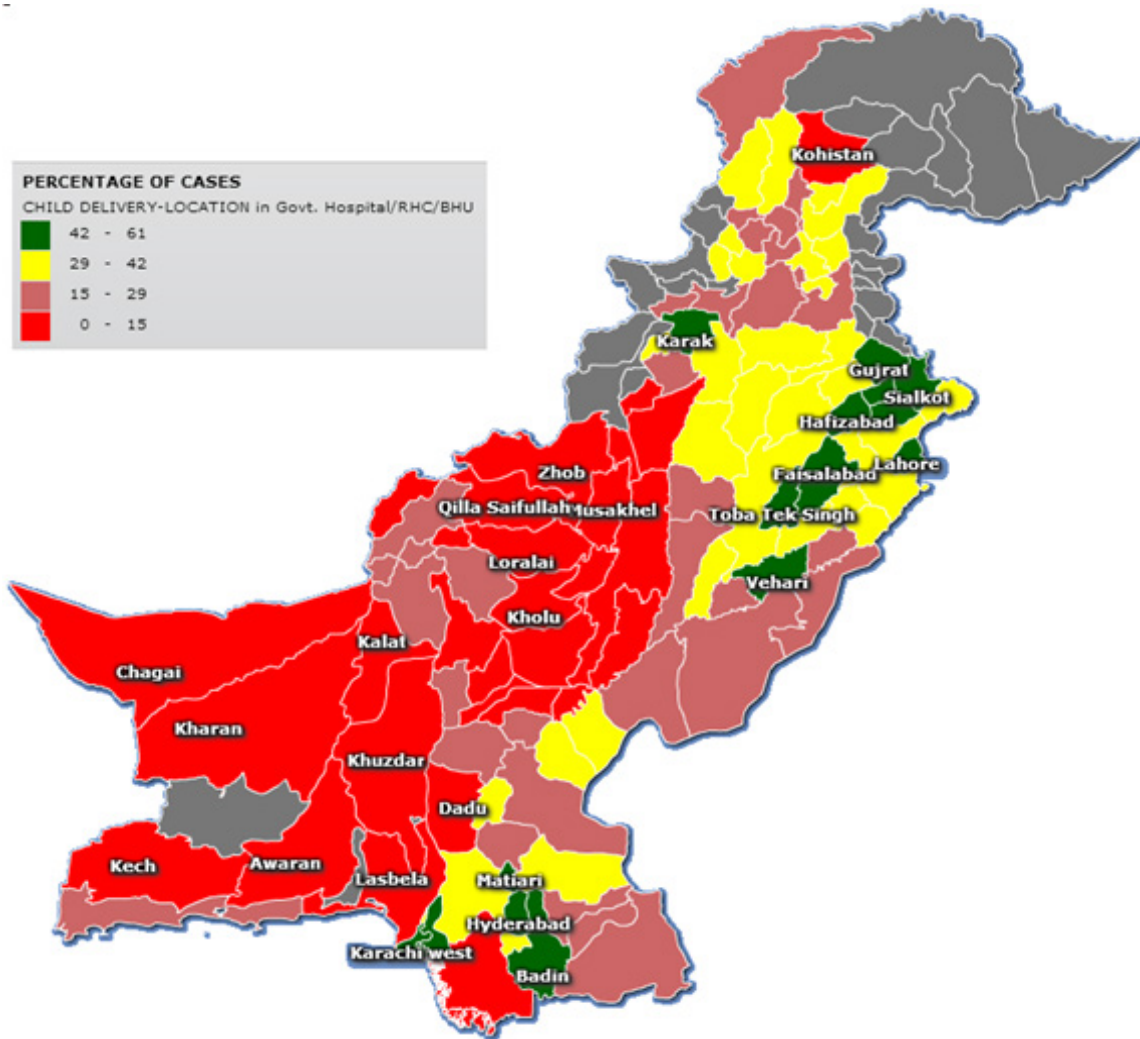 PERCENTAGE OF CASES
CHILD DELIVERY-LOCATION in Govt. Hospital/RHC/BHU
42 - 61
29 - 42
15 - 29
0 - 15
Kohistan
Karak
Gujrat
Sialkot
Hafizabad
Lahore
Faisalabad
Zhob
Qilla Saifullah
Musakhel
Toba Tek Singh
Loralai
Vehari
Kholu
Kalat
Chagai
Kharan
Khuzdar
Dadu
Kech
Awaran
Lasbela
Matiari
Hyderabad
Karachi west
Badin